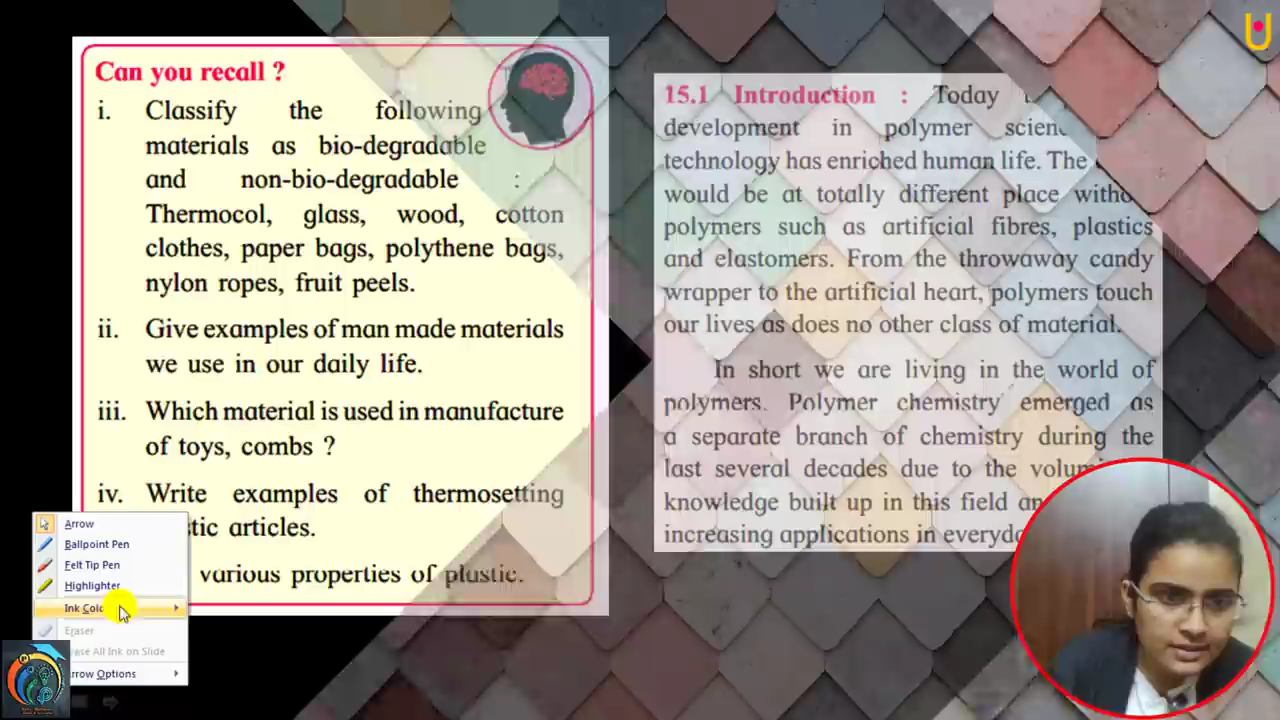 Can you recall ?
i. Classify the following
materials as bio-degradable
and non-bio-degradable :
Thermocol, glass, wood, cotton
clothes, paper bags, polythene bags,
nylon ropes, fruit peels.
ii. Give examples of man made materials
we use in our daily life.
iii. Which material is used in manufacture
of toys, combs ?
iv. Write examples of thermosetting
articles.
various properties of plastic.
15.1 Introduction : Today
development in polymer
technology has enriched human life. The
would be at totally different place
polymers such as artificial fibres, plastics
and elastomers. From the throwaway candy
wrapper to the artificial heart, polymers touch
our lives as does no other class of material.
In short we are living in the world of
polymers. Polymer chemistry emerged as
a separate branch of chemistry during the
last several decades due to the
knowledge built up in this field
increasing applications in
Arrow
Ballpoint Pen
Felt Tip Pen
Highlighter
Ink
Eraser
All Ink on Slide
Options
U